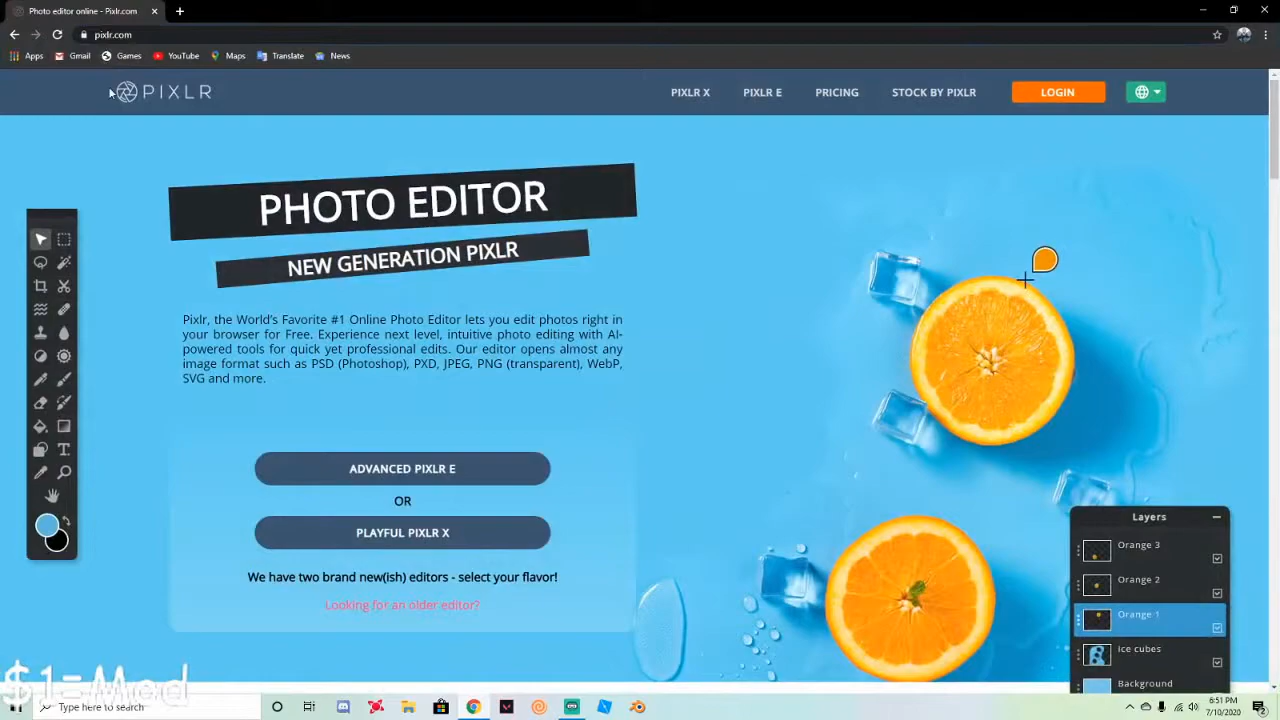 Photo editor online - Pixlr.com
pixlr.com
Apps Gmail Games YouTube Maps Translate News
PIXLR PIXLR X PIXLR E PRICING STOCK BY PIXLR LOGIN
PHOTO EDITOR
NEW GENERATION PIXLR
Pixlr, the World's Favorite #1 Online Photo Editor lets you edit photos right in
your browser for Free. Experience next level, intuitive photo editing with AI-
powered tools for quick yet professional edits. Our editor opens almost any
image format such as PSD (Photoshop), PXD, JPEG, PNG (transparent), WebP,
SVG and more.
ADVANCED PIXLR E
OR
PLAYFUL PIXLR X
We have two brand new(ish) editors - select your flavor!
Looking for an older editor?
Layers
Orange 3
Orange 2
Orange 1
ice cubes
Background
$1=Mod
Type here to search
6:51 PM
7/10/2020